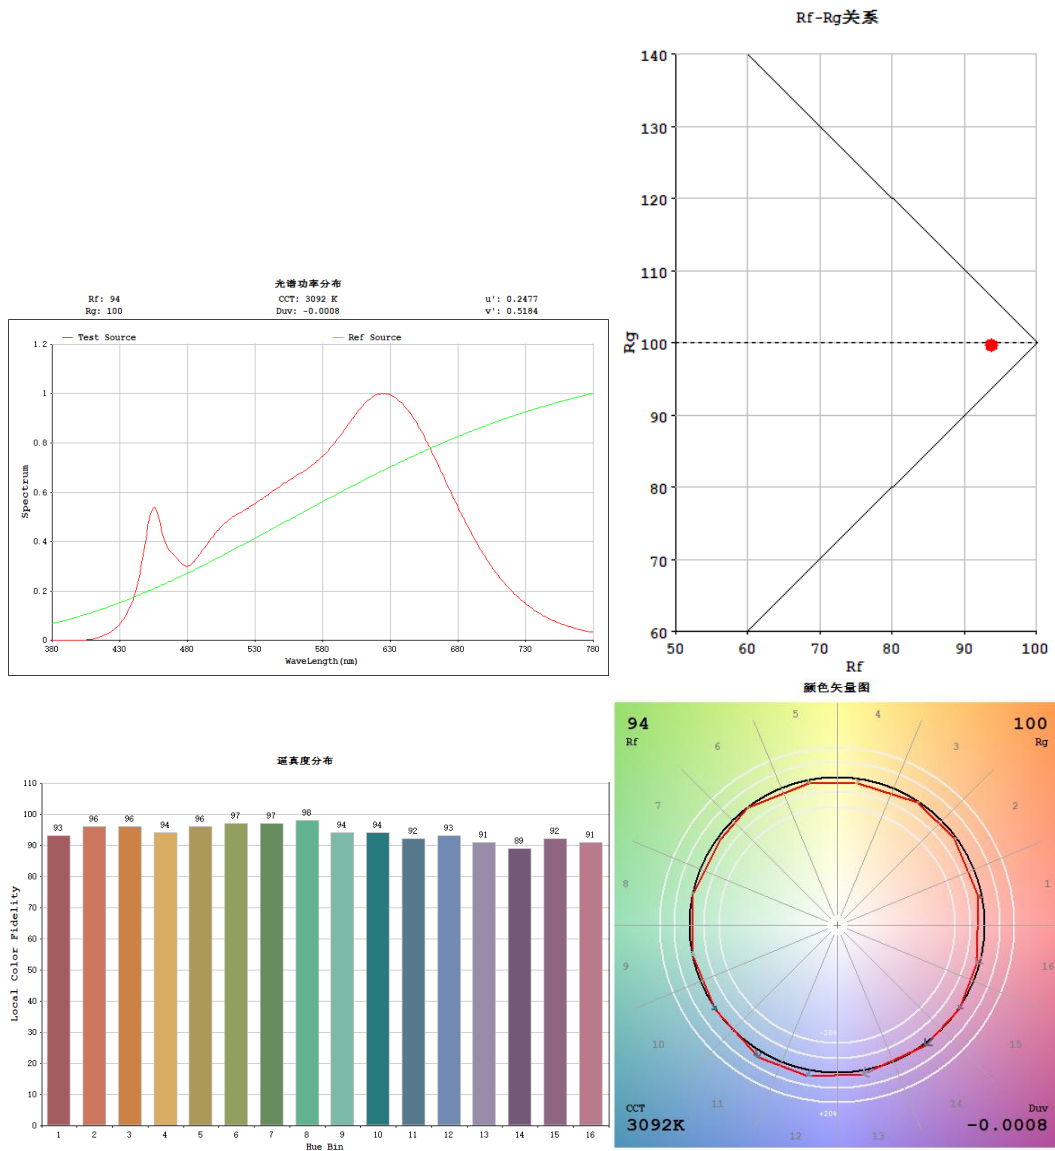 Rf-Rg关系
140
130
120
110
100
90
80
70
60
Rg
50 60 70 80 90 100
Rf
光谱功率分布
Rf: 94 CCT: 3092 K u': 0.2477
Rg: 100 Duv: -0.0008 v': 0.5184
Test Source Ref Source
1.2
1
0.8
0.6
0.4
0.2
0
Spectrum
380 430 480 530 580 630 680 730 780
WaveLength(nm)
逼真度分布
110
100
90
80
70
60
50
40
30
20
10
0
Local Color Fidelity
93 96 96 94 96 97 97 98 94 94 92 93 91 89 92 91
1 2 3 4 5 6 7 8 9 10 11 12 13 14 15 16
Hue Bin
颜色矢量图
94 100
Rf Rg
5 4
6 3
7 2
8 1
9 16
10 15
11 14
12 13
-20%
+20%
CCT Duv
3092K -0.0008